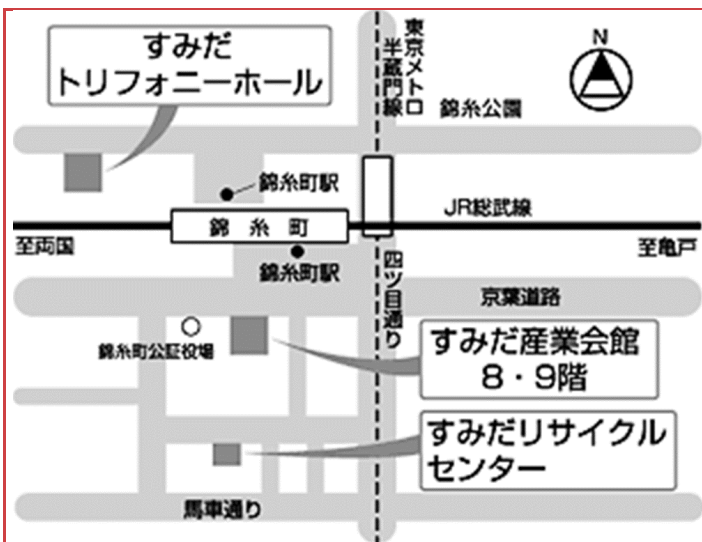 すみだ
トリフォニーホール
東京メトロ
半蔵門線
錦糸公園
N
錦糸町駅
錦糸町
JR総武線
至両国
至亀戸
錦糸町駅
四ツ目通り
京葉道路
錦糸町公証役場
すみだ産業会館
8・9階
すみだリサイクル
センター
馬車通り